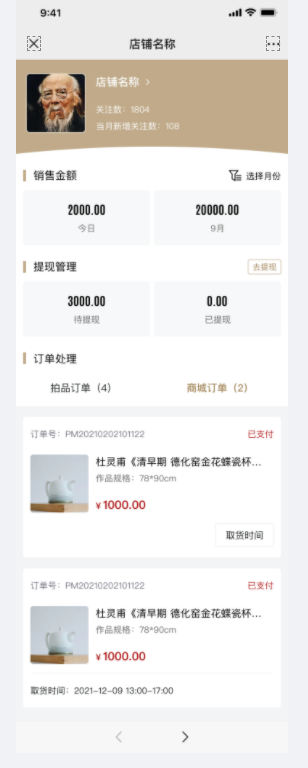 9:41
店铺名称
店铺名称
关注数：1804
当月新增关注数：108
销售金额
选择月份
2000.00
20000.00
今日
9月
提现管理
去提现
3000.00
0.00
待提现
已提现
订单处理
拍品订单（4）
商城订单（2）
订单号：PM20210202101122
已支付
杜灵甫《清早期 德化窑金花蝶瓷杯...
作品规格：78*90cm
¥ 1000.00
取货时间
订单号：PM20210202101122
已支付
杜灵甫《清早期 德化窑金花蝶瓷杯...
作品规格：78*90cm
¥ 1000.00
取货时间：2021-12-09 13:00-17:00